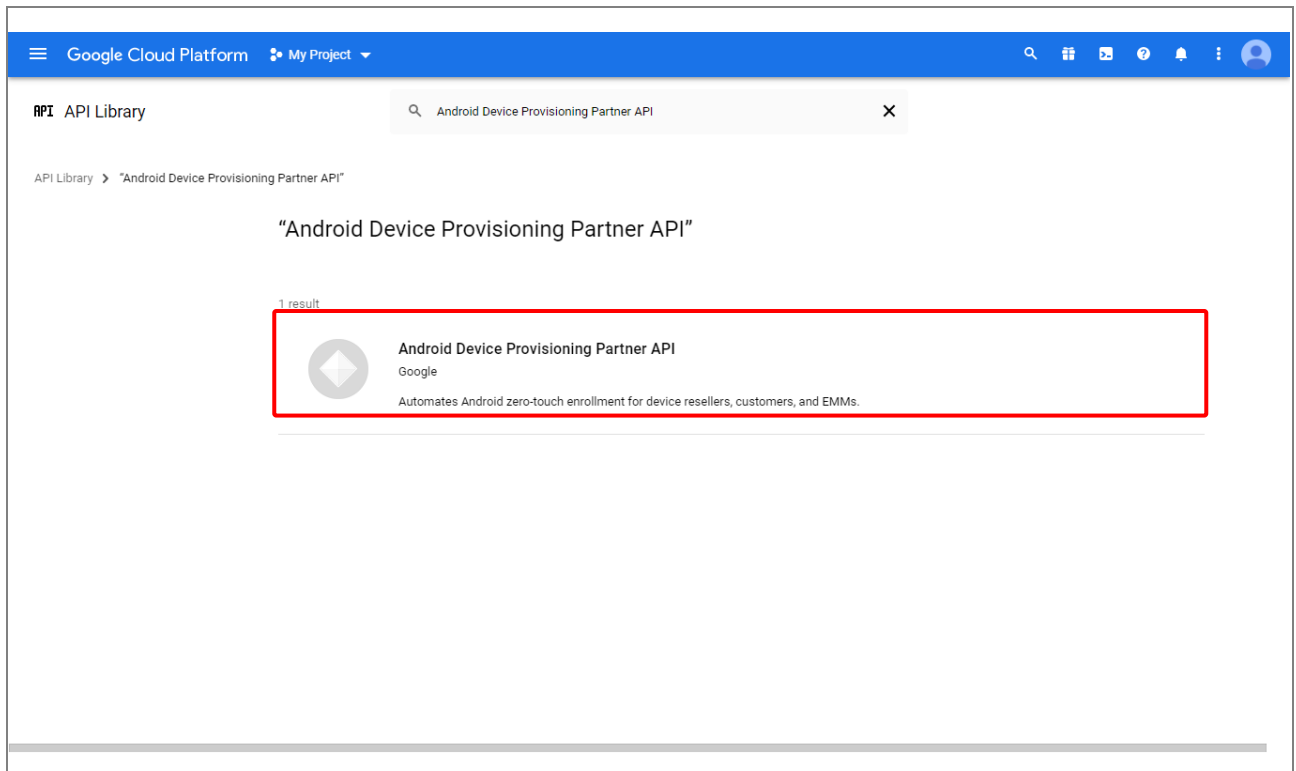 Google Cloud Platform My Project
API API Library Android Device Provisioning Partner API
API Library "Android Device Provisioning Partner API"
“Android Device Provisioning Partner API”
1 result
Android Device Provisioning Partner API
Google
Automates Android zero-touch enrollment for device resellers, customers, and EMMs.